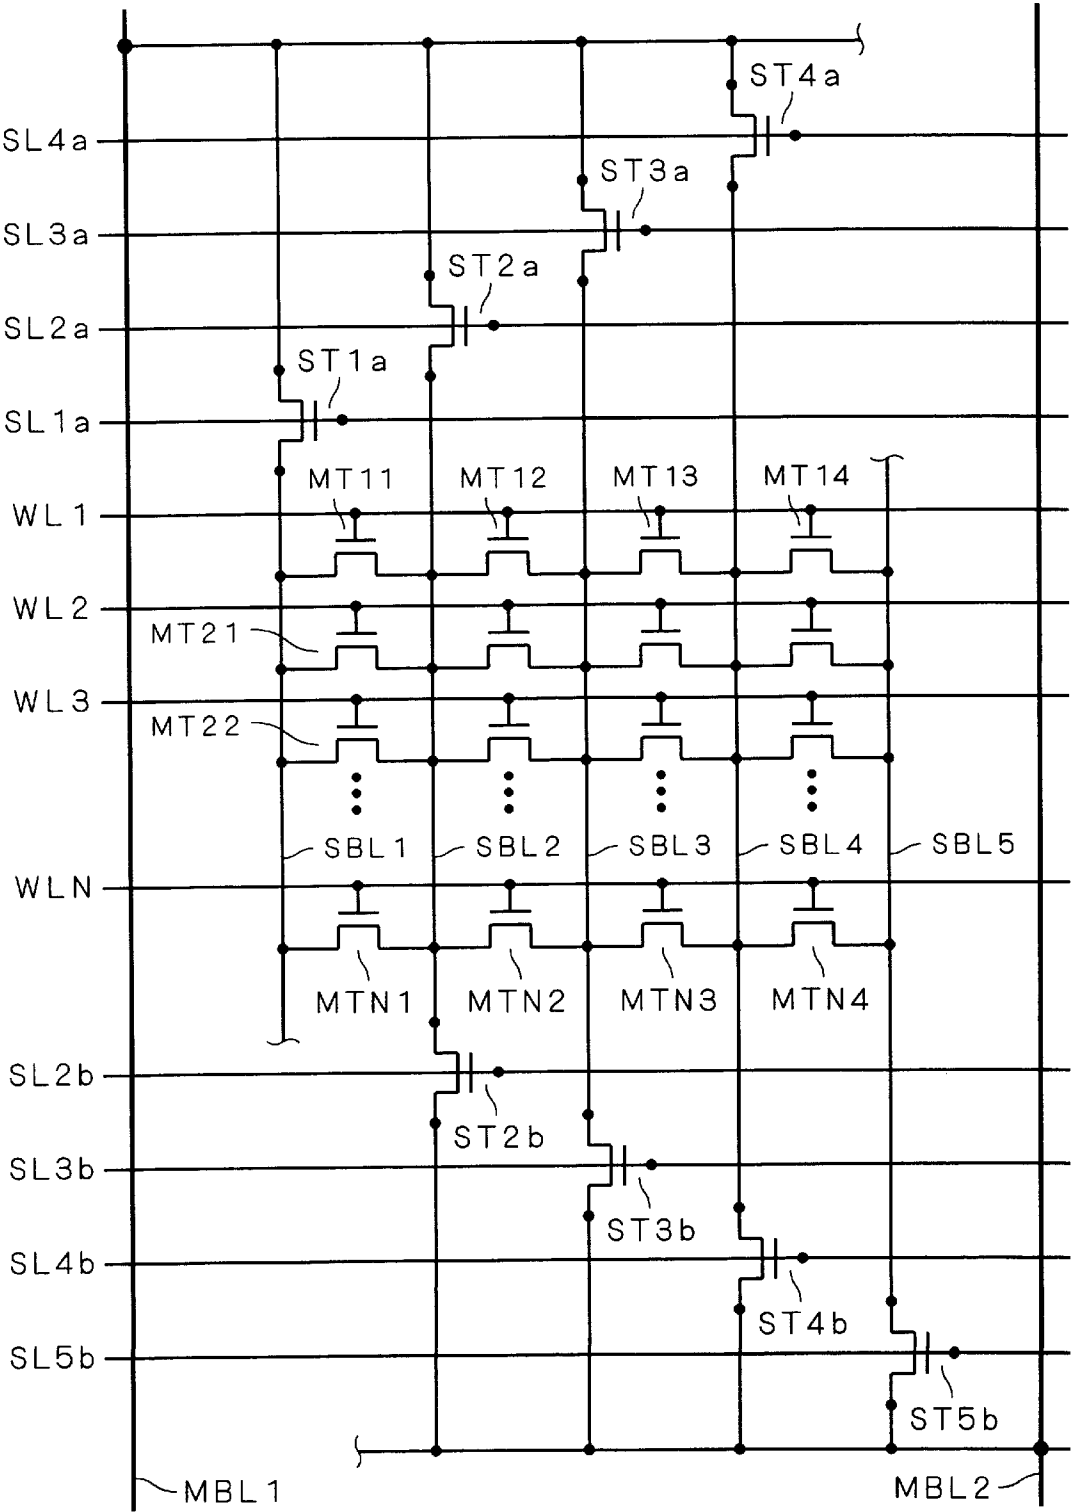 ST4a
SL4a
ST3a
SL3a
ST2a
SL2a
ST1a
SL1a
MT11 MT12 MT13 MT14
WL1
WL2
MT21
WL3
MT22
SBL1 SBL2 SBL3 SBL4 SBL5
WLN
MTN1 MTN2 MTN3 MTN4
SL2b
ST2b
SL3b
ST3b
SL4b
ST4b
SL5b
ST5b
MBL1 MBL2